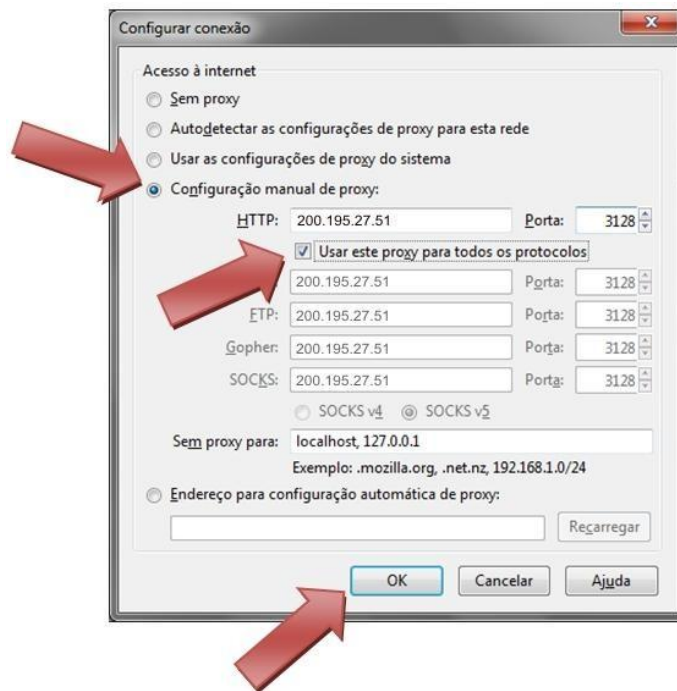 Configurar conexão
Acesso à internet
Sem proxy
Autodetectar as configurações de proxy para esta rede
Usar as configurações de proxy do sistema
Configuração manual de proxy:
HTTP: 200.195.27.51 Porta: 3128
Usar este proxy para todos os protocolos
200.195.27.51 Porta: 3128
FTP: 200.195.27.51 Porta: 3128
Gopher: 200.195.27.51 Porta: 3128
SOCKS: 200.195.27.51 Porta: 3128
SOCKS v4 SOCKS v5
Sem proxy para: localhost, 127.0.0.1
Exemplo: .mozilla.org, .net.nz, 192.168.1.0/24
Endereço para configuração automática de proxy:
Recarregar
OK Cancelar Ajuda